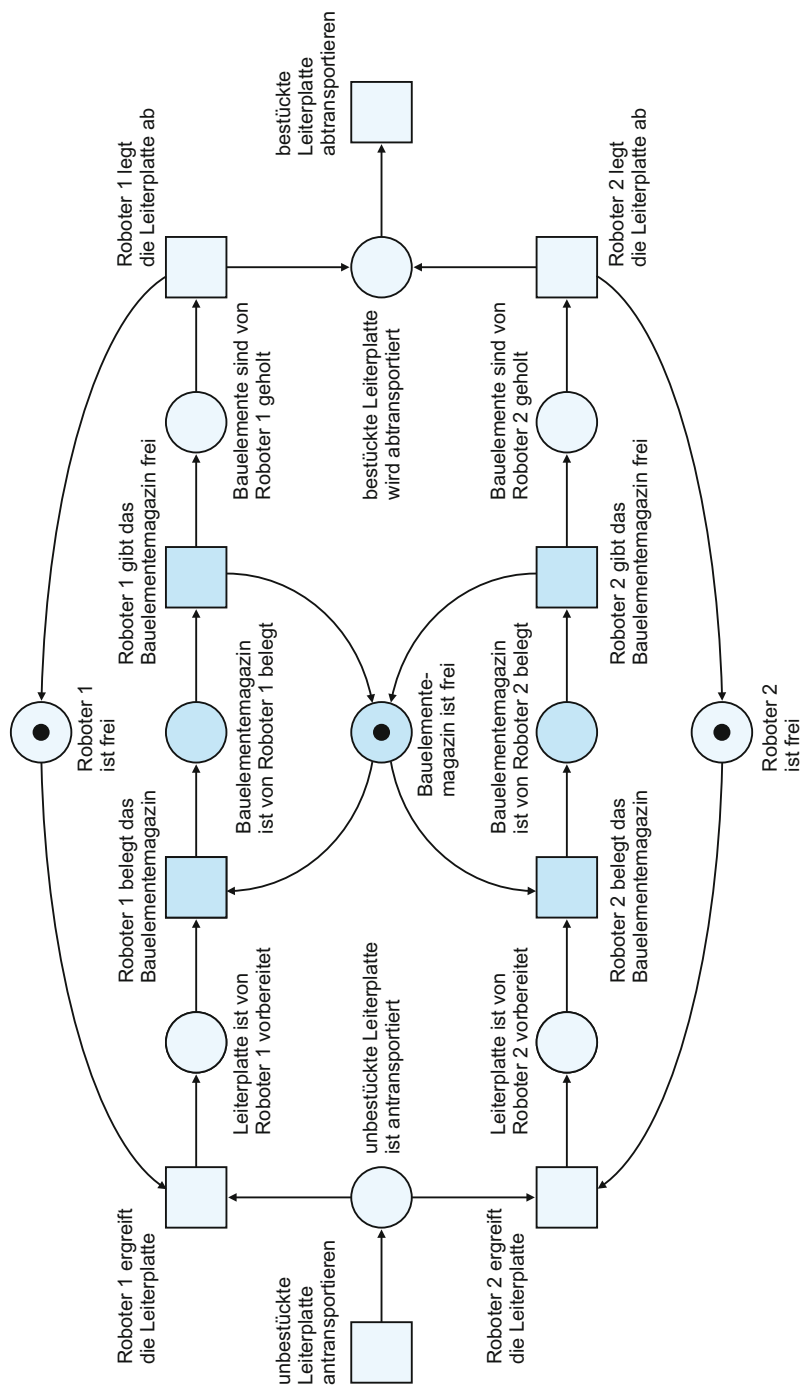 Roboter 1
ist frei
Roboter 1 ergreift
die Leiterplatte
Leiterplatte ist von
Roboter 1 vorbereitet
Roboter 1 belegt das
Bauelementemagazin
Bauelementemagazin
ist von Roboter 1 belegt
Roboter 1 gibt das
Bauelementemagazin frei
Bauelemente sind von
Roboter 1 geholt
Roboter 1 legt
die Leiterplatte ab
unbestückte
Leiterplatte
antransportieren
unbestückte Leiterplatte
ist antransportiert
Bauelemente-
magazin ist frei
bestückte Leiterplatte
wird abtransportiert
bestückte
Leiterplatte
abtransportieren
Roboter 2 ergreift
die Leiterplatte
Leiterplatte ist von
Roboter 2 vorbereitet
Roboter 2 belegt das
Bauelementemagazin
Bauelementemagazin
ist von Roboter 2 belegt
Roboter 2 gibt das
Bauelementemagazin frei
Bauelemente sind von
Roboter 2 geholt
Roboter 2 legt
die Leiterplatte ab
Roboter 2
ist frei